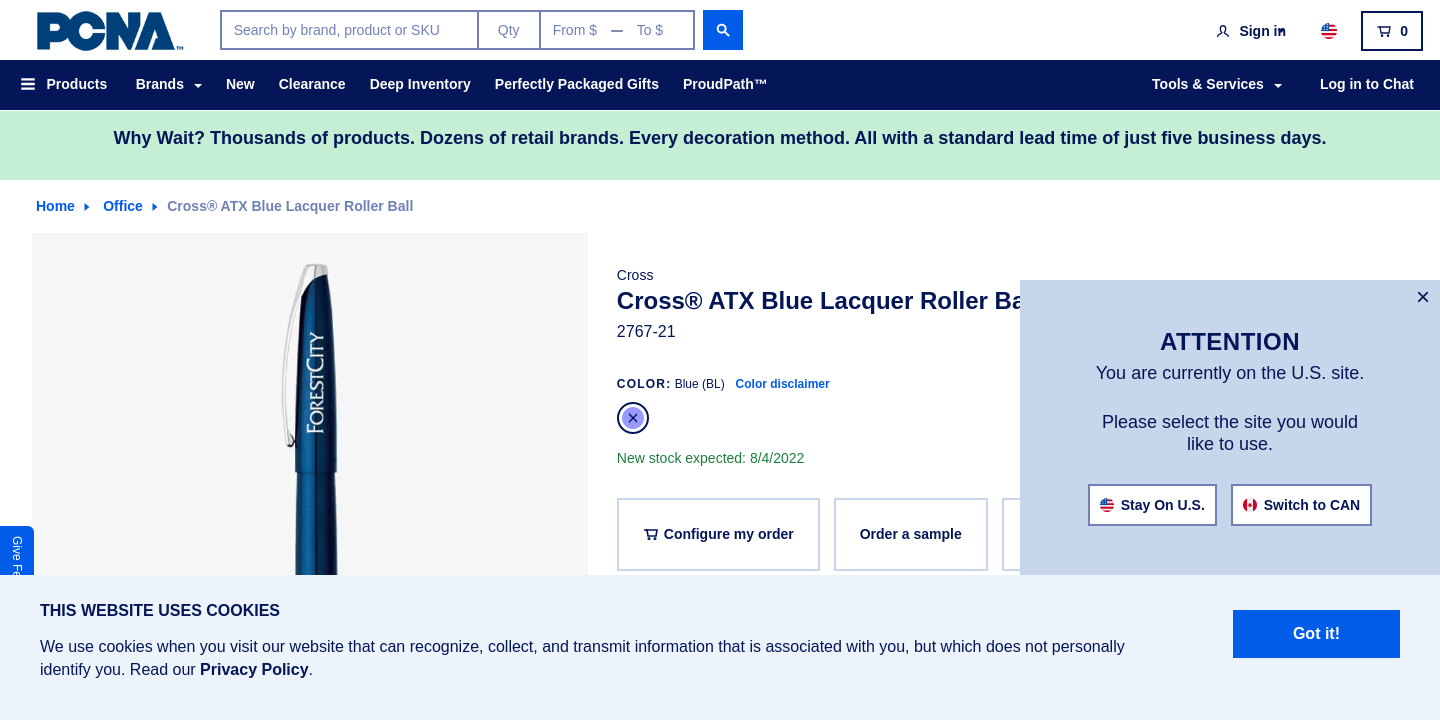 PCNA™
Search by brand, product or SKU
Qty
From $ — To $
Sign in
0
Products
Brands
New
Clearance
Deep Inventory
Perfectly Packaged Gifts
ProudPath™
Tools & Services
Log in to Chat
Why Wait? Thousands of products. Dozens of retail brands. Every decoration method. All with a standard lead time of just five business days.
Home
Office
Cross® ATX Blue Lacquer Roller Ball
FORESTCITY
Cross
Cross® ATX Blue Lacquer Roller
2767-21
COLOR: Blue (BL) Color disclaimer
New stock expected: 8/4/2022
Configure my order
Order a sample
ATTENTION
You are currently on the U.S. site.
Please select the site you would
like to use.
Stay On U.S.
Switch to CAN
Give
THIS WEBSITE USES COOKIES
We use cookies when you visit our website that can recognize, collect, and transmit information that is associated with you, but which does not personally
identify you. Read our Privacy Policy.
Got it!